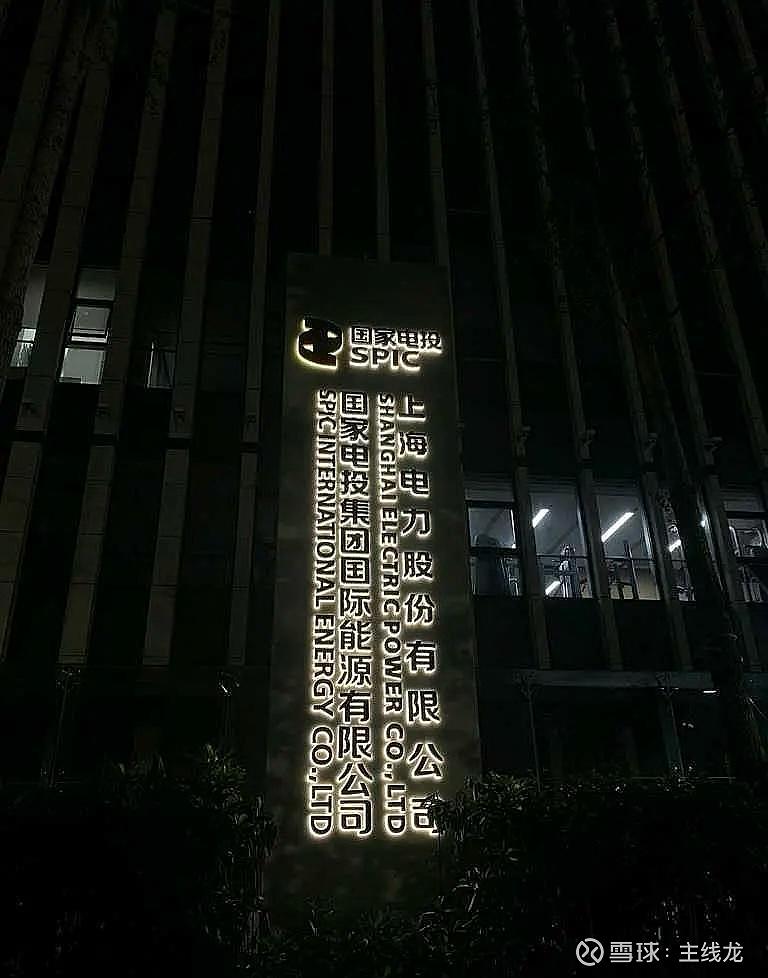 国家电投
SPIC
上海电力股份有限公司
SHANGHAI ELECTRIC POWER CO.,LTD
国家电投集团国际能源有限公司
SPIC INTERNATIONAL ENERGY CO.,LTD
雪球：主线龙